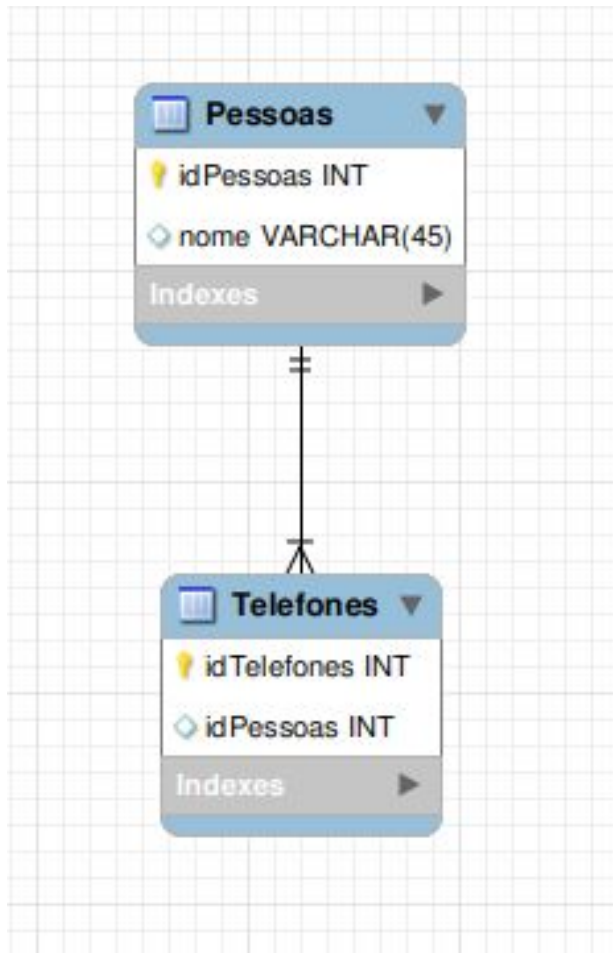 Pessoas
idPessoas INT
nome VARCHAR(45)
Indexes
Telefones
idTelefones INT
idPessoas INT
Indexes